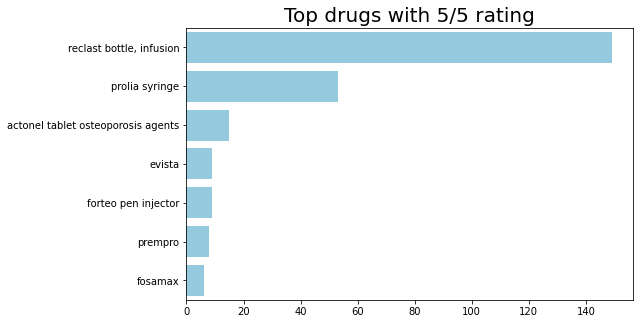 Top drugs with 5/5 rating
reclast bottle, infusion
prolia syringe
actonel tablet osteoporosis agents
evista
forteo pen injector
prempro
fosamax
0 20 40 60 80 100 120 140